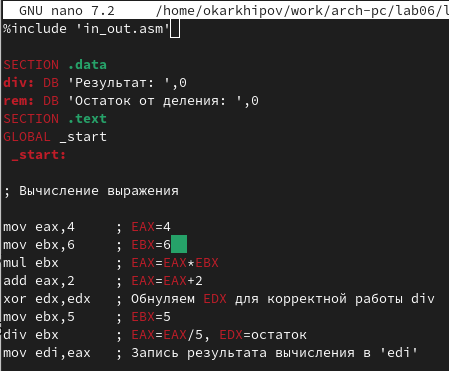 GNU nano 7.2 /home/okarkhipov/work/arch-pc/lab06/l
%include 'in_out.asm'
SECTION .data
div: DB 'Результат: ',0
rem: DB 'Остаток от деления: ',0
SECTION .text
GLOBAL _start
_start:
; Вычисление выражения
mov eax,4 ; EAX=4
mov ebx,6 ; EBX=6
mul ebx ; EAX=EAX*EBX
add eax,2 ; EAX=EAX+2
xor edx,edx ; Обнуляем EDX для корректной работы div
mov ebx,5 ; EBX=5
div ebx ; EAX=EAX/5, EDX=остаток
mov edi,eax ; Запись результата вычисления в 'edi'